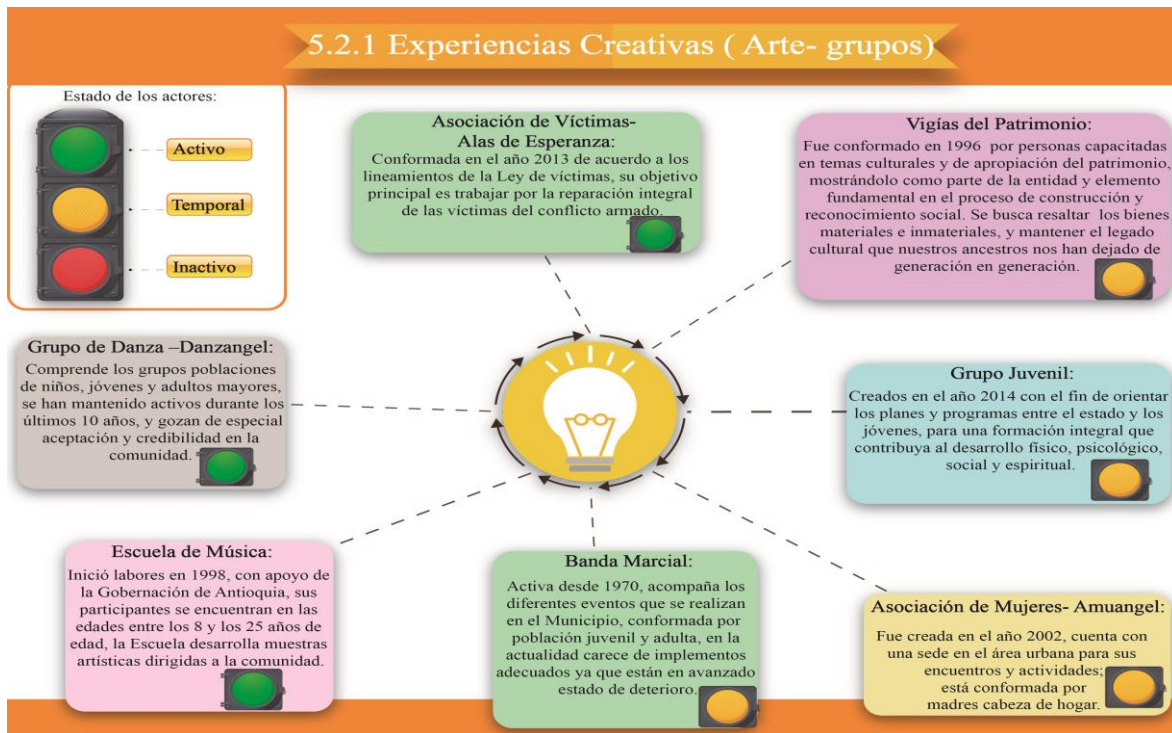 5.2.1 Experiencias Creativas ( Arte- grupos)
Estado de los actores:
Activo
Temporal
Inactivo
Asociación de Víctimas-
Alas de Esperanza:
Conformada en el año 2013 de acuerdo a los
lineamientos de la Ley de víctimas, su objetivo
principal es trabajar por la reparación integral
de las víctimas del conflicto armado.
Vigías del Patrimonio:
Fue conformado en 1996 por personas capacitadas
en temas culturales y de apropiación del patrimonio,
mostrándolo como parte de la entidad y elemento
fundamental en el proceso de construcción y
reconocimiento social. Se busca resaltar los bienes
materiales e inmateriales, y mantener el legado
cultural que nuestros ancestros nos han dejado de
generación en generación.
Grupo de Danza –Danzangel:
Comprende los grupos poblaciones
de niños, jóvenes y adultos mayores,
se han mantenido activos durante los
últimos 10 años, y gozan de especial
aceptación y credibilidad en la
comunidad.
Grupo Juvenil:
Creados en el año 2014 con el fin de orientar
los planes y programas entre el estado y los
jóvenes, para una formación integral que
contribuya al desarrollo físico, psicológico,
social y espiritual.
Escuela de Música:
Inició labores en 1998, con apoyo de
la Gobernación de Antioquia, sus
participantes se encuentran en las
edades entre los 8 y los 25 años de
edad, la Escuela desarrolla muestras
artísticas dirigidas a la comunidad.
Banda Marcial:
Activa desde 1970, acompaña los
diferentes eventos que se realizan
en el Municipio, conformada por
población juvenil y adulta, en la
actualidad carece de implementos
adecuados ya que están en avanzado
estado de deterioro.
Asociación de Mujeres- Amuangel:
Fue creada en el año 2002, cuenta con
una sede en el área urbana para sus
encuentros y actividades;
está conformada por
madres cabeza de hogar.